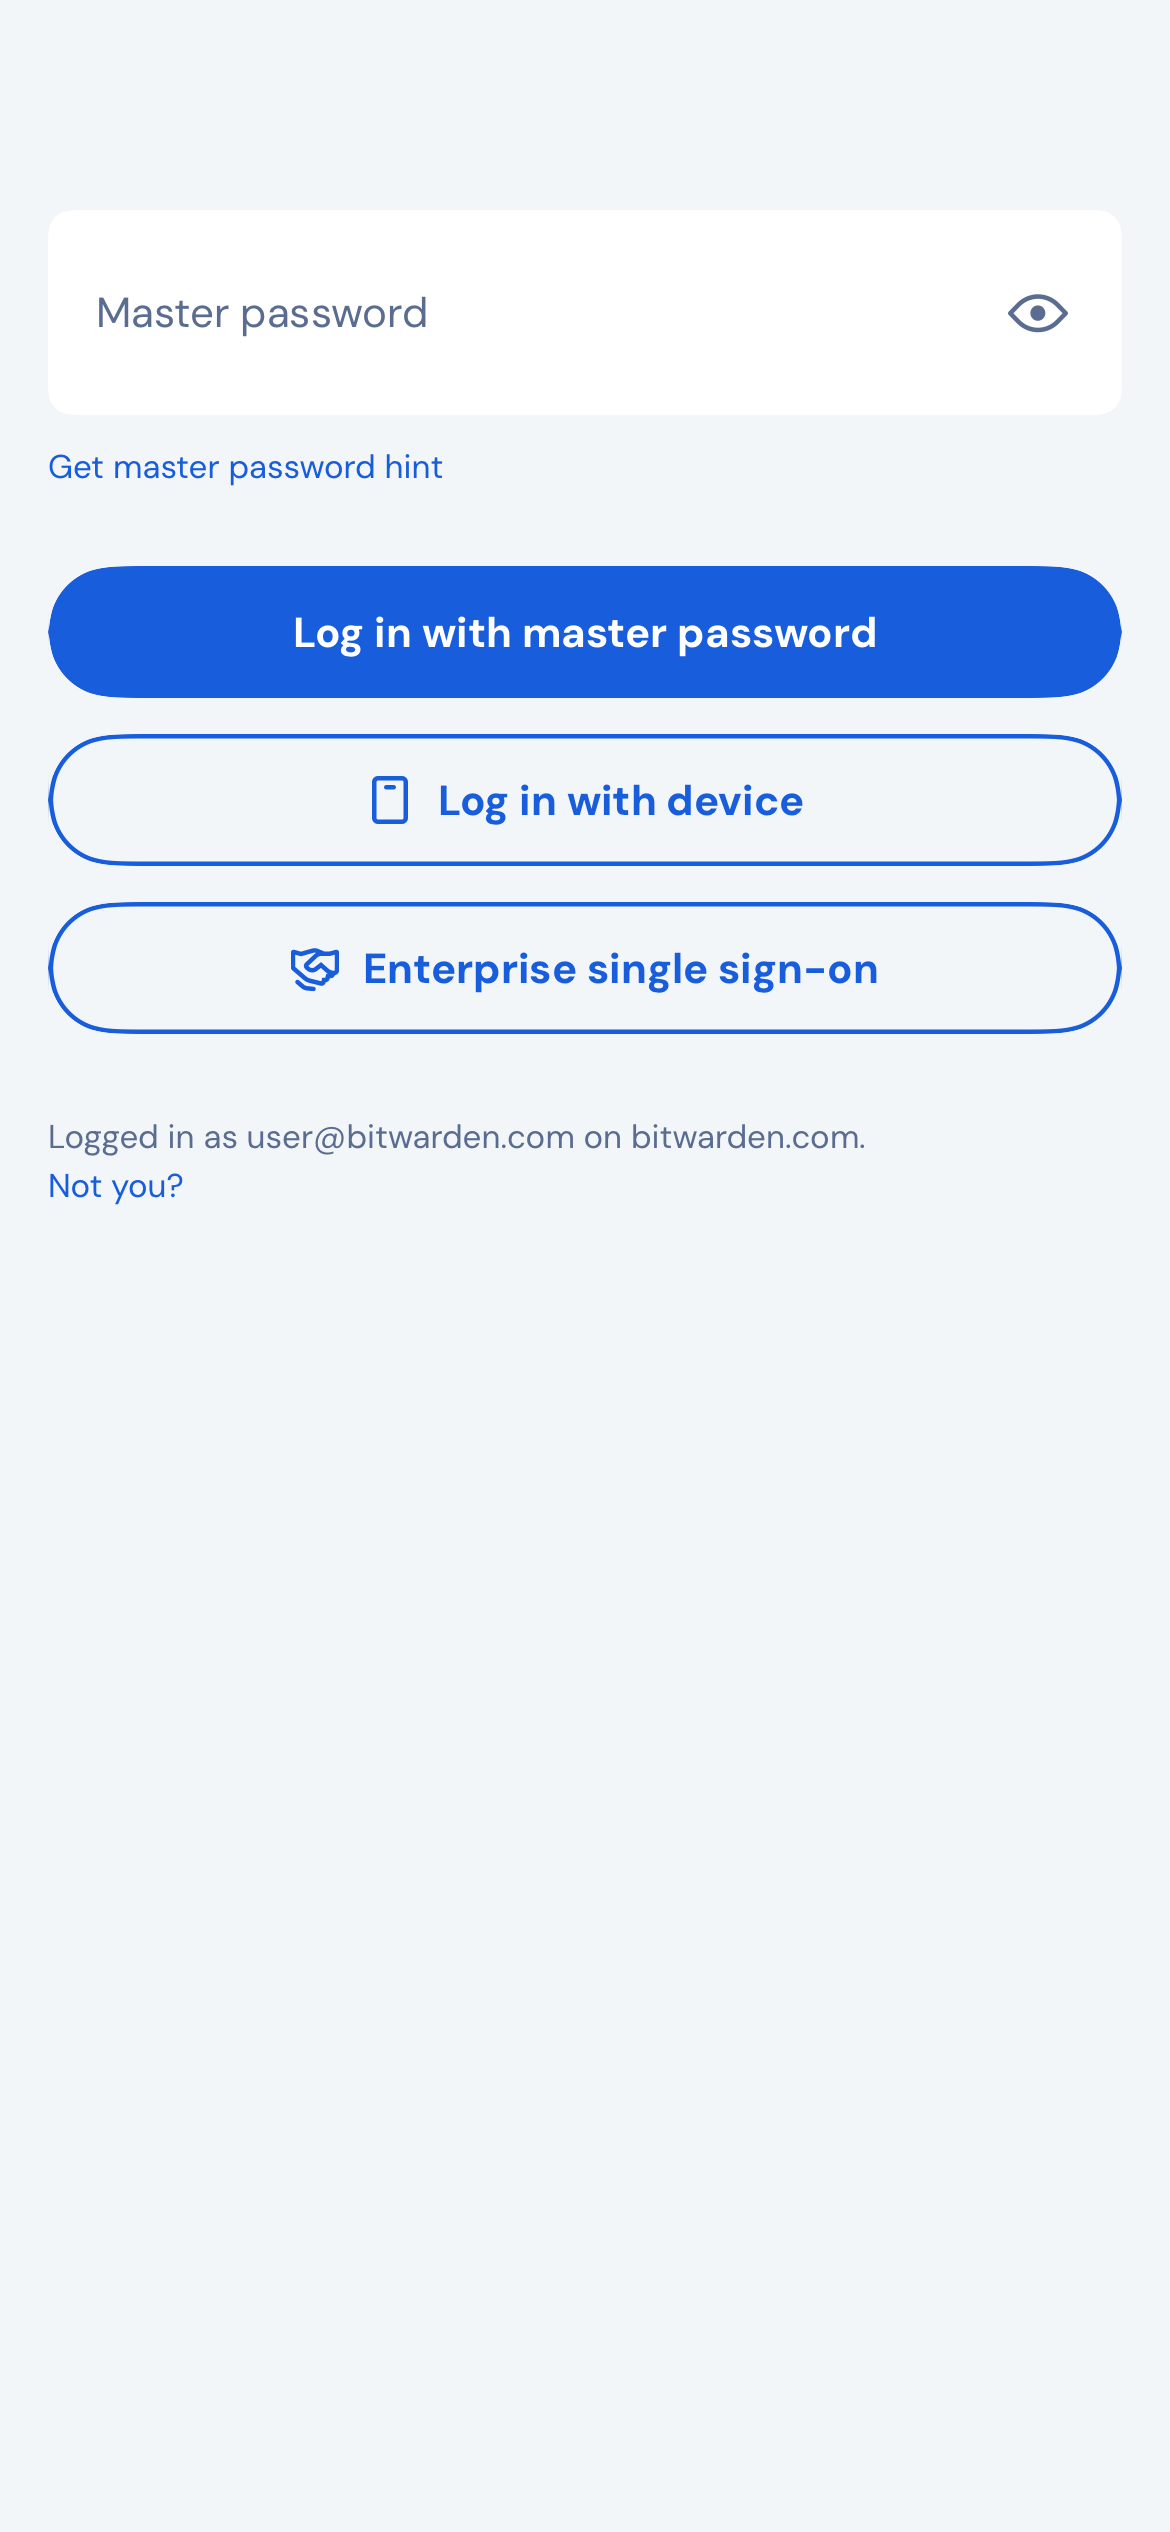 Master password
Get master password hint
Log in with master password
Log in with device
Enterprise single sign-on
Logged in as user@bitwarden.com on bitwarden.com.
Not you?